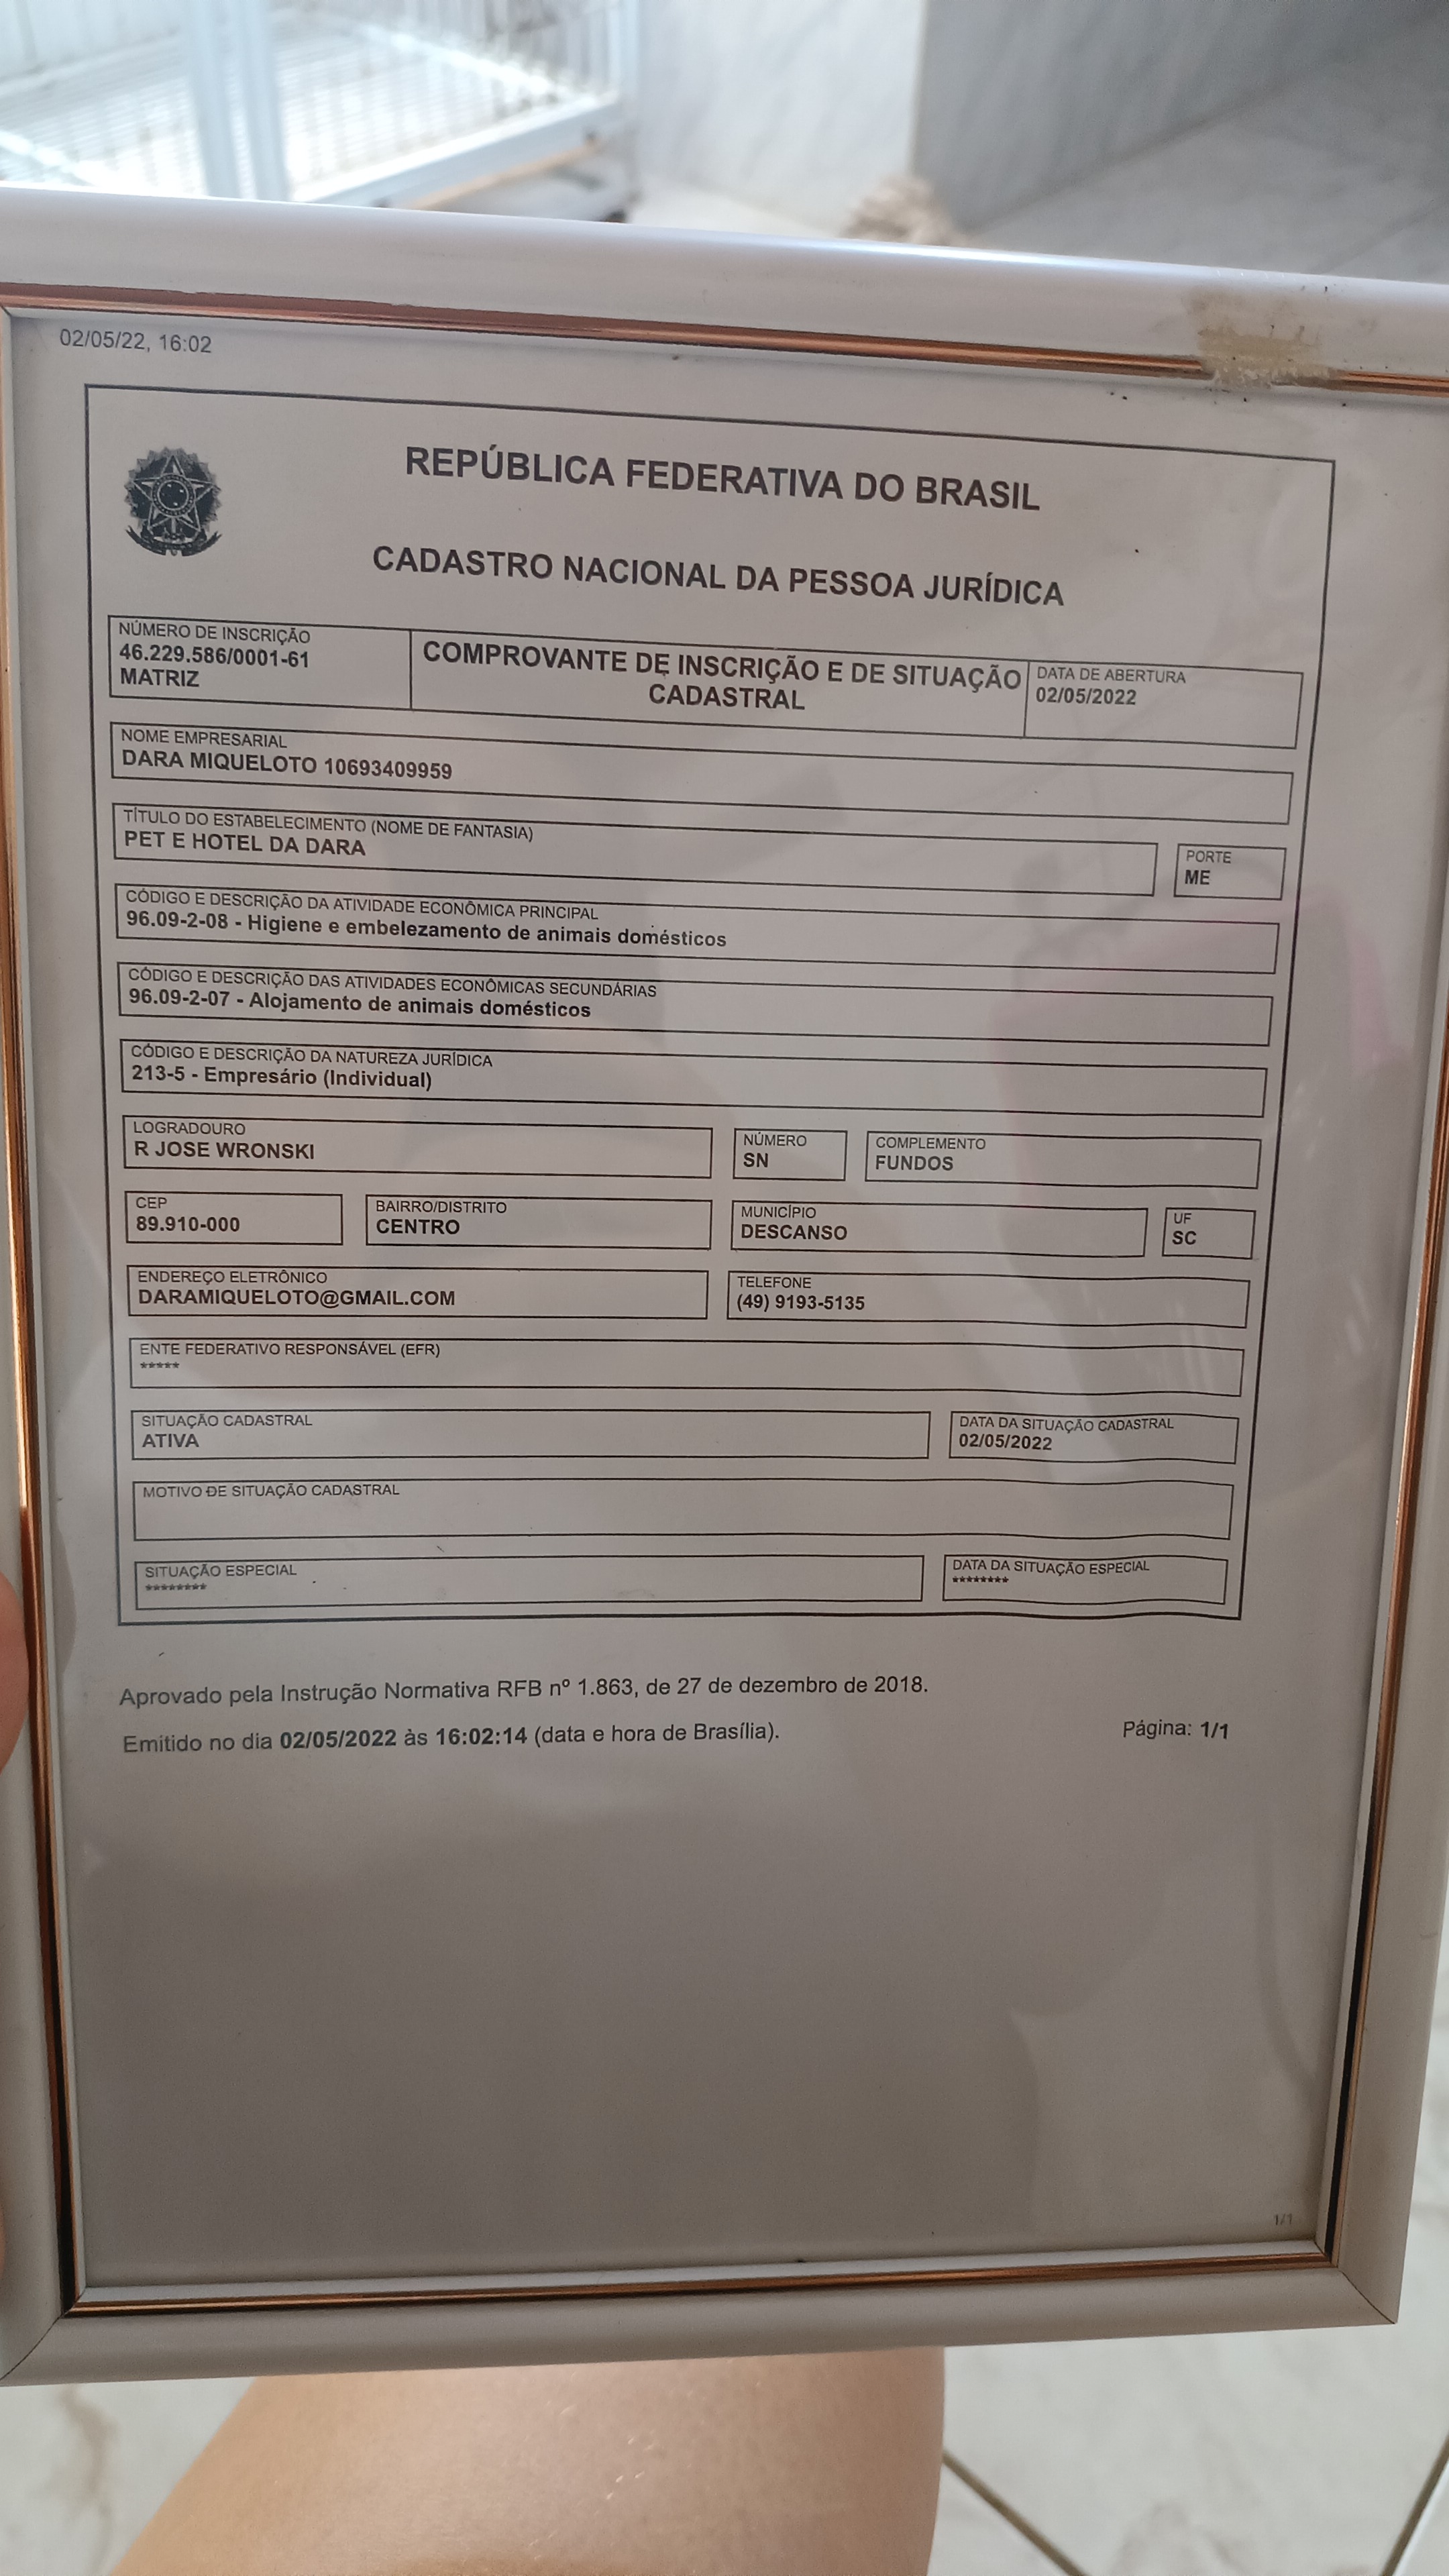 02/05/22, 16:02
REPÚBLICA FEDERATIVA DO BRASIL
CADASTRO NACIONAL DA PESSOA JURÍDICA
NÚMERO DE INSCRIÇÃO
46.229.586/0001-61
MATRIZ
COMPROVANTE DE INSCRIÇÃO E DE SITUAÇÃO
CADASTRAL
DATA DE ABERTURA
02/05/2022
NOME EMPRESARIAL
DARA MIQUELOTO 10693409959
TÍTULO DO ESTABELECIMENTO (NOME DE FANTASIA)
PET E HOTEL DA DARA
PORTE
ME
CÓDIGO E DESCRIÇÃO DA ATIVIDADE ECONÔMICA PRINCIPAL
96.09-2-08 - Higiene e embelezamento de animais domésticos
CÓDIGO E DESCRIÇÃO DAS ATIVIDADES ECONÔMICAS SECUNDÁRIAS
96.09-2-07 - Alojamento de animais domésticos
CÓDIGO E DESCRIÇÃO DA NATUREZA JURÍDICA
213-5 - Empresário (Individual)
LOGRADOURO
R JOSE WRONSKI
NÚMERO
SN
COMPLEMENTO
FUNDOS
CEP
89.910-000
BAIRRO/DISTRITO
CENTRO
MUNICÍPIO
DESCANSO
UF
SC
ENDEREÇO ELETRÔNICO
DARAMIQUELOTO@GMAIL.COM
TELEFONE
(49) 9193-5135
ENTE FEDERATIVO RESPONSÁVEL (EFR)
*****
SITUAÇÃO CADASTRAL
ATIVA
DATA DA SITUAÇÃO CADASTRAL
02/05/2022
MOTIVO DE SITUAÇÃO CADASTRAL
SITUAÇÃO ESPECIAL
********
DATA DA SITUAÇÃO ESPECIAL
********
Aprovado pela Instrução Normativa RFB nº 1.863, de 27 de dezembro de 2018.
Emitido no dia 02/05/2022 às 16:02:14 (data e hora de Brasília).
Página: 1/1
1/1